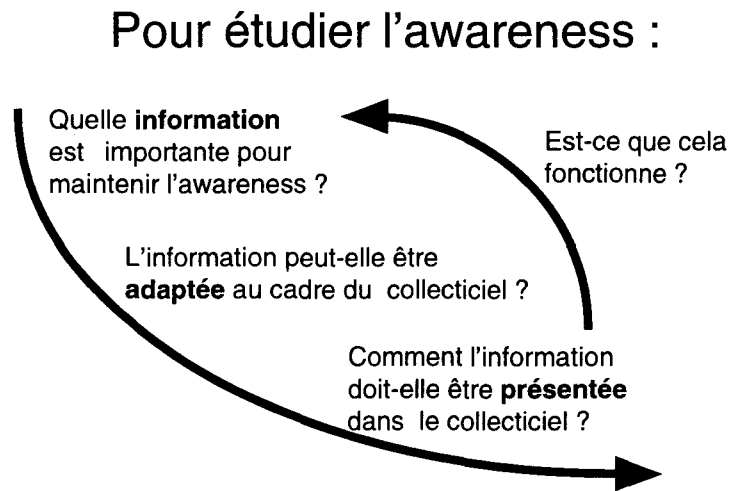 Pour étudier l'awareness :
Quelle information
est importante pour
maintenir l'awareness ?
Est-ce que cela
fonctionne ?
L'information peut-elle être
adaptée au cadre du collecticiel ?
Comment l'information
doit-elle être présentée
dans le collecticiel ?